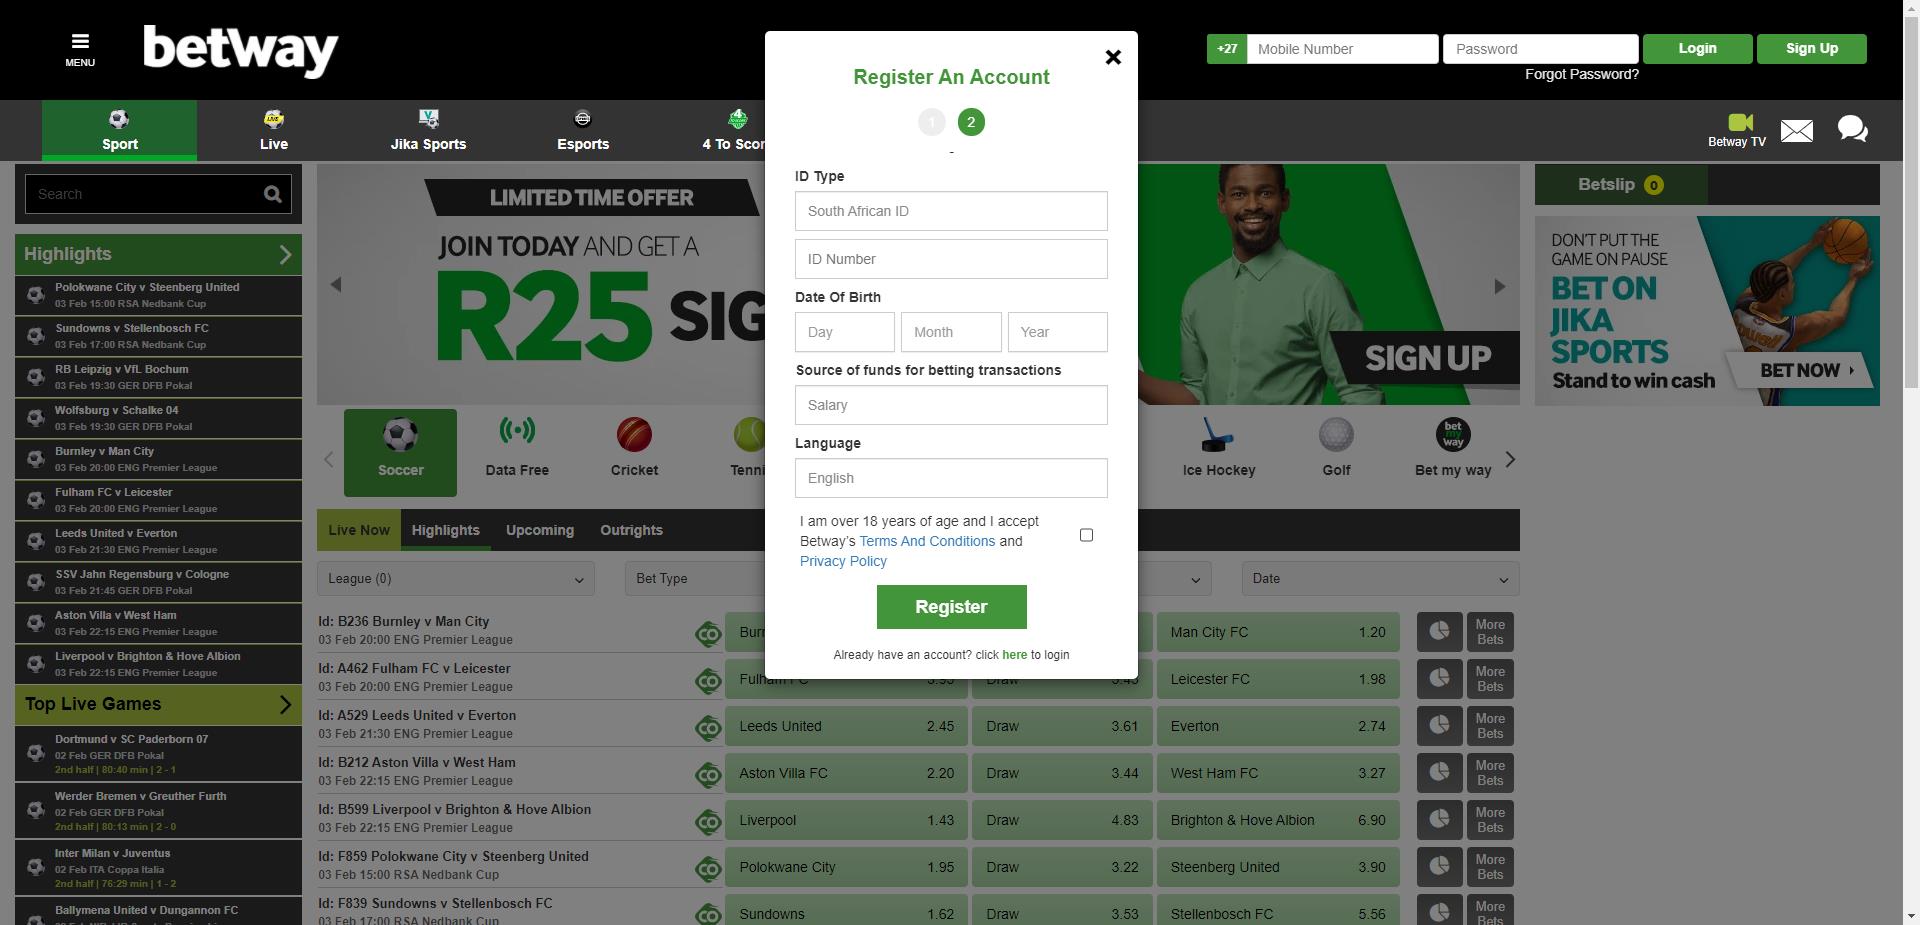 MENU
betway
+27
Mobile Number
Password
Login
Sign Up
Forgot Password?
Sport
Live
Jika Sports
Esports
4 To Scor
Betway TV
Search
Highlights
Polokwane City v Steenberg United
03 Feb 15:00 RSA Nedbank Cup
Sundowns v Stellenbosch FC
03 Feb 17:00 RSA Nedbank Cup
RB Leipzig v VfL Bochum
03 Feb 19:30 GER DFB Pokal
Wolfsburg v Schalke 04
03 Feb 19:30 GER DFB Pokal
Burnley v Man City
03 Feb 20:00 ENG Premier League
Fulham FC v Leicester
03 Feb 20:00 ENG Premier League
Leeds United v Everton
03 Feb 21:30 ENG Premier League
SSV Jahn Regensburg v Cologne
03 Feb 21:45 GER DFB Pokal
Aston Villa v West Ham
03 Feb 22:15 ENG Premier League
Liverpool v Brighton & Hove Albion
03 Feb 22:15 ENG Premier League
Top Live Games
Dortmund v SC Paderborn 07
02 Feb GER DFB Pokal
2nd half | 80:40 min | 2 - 1
Werder Bremen v Greuther Furth
02 Feb GER DFB Pokal
2nd half | 80:13 min | 2 - 0
Inter Milan v Juventus
02 Feb ITA Coppa Italia
2nd half | 76:29 min | 1 - 2
Ballymena United v Dungannon FC
LIMITED TIME OFFER
JOIN TODAY AND GET A
R25 SIG
SIGN UP
Soccer
Data Free
Cricket
Tenni
Ice Hockey
Golf
bet my way
Bet my way
Live Now
Highlights
Upcoming
Outrights
League (0)
Bet Type
Date
Id: B236 Burnley v Man City
03 Feb 20:00 ENG Premier League
Burn
Man City FC 1.20
More Bets
Id: A462 Fulham FC v Leicester
03 Feb 20:00 ENG Premier League
Fulham FC 3.95 Draw 3.45 Leicester FC 1.98
More Bets
Id: A529 Leeds United v Everton
03 Feb 21:30 ENG Premier League
Leeds United 2.45 Draw 3.61 Everton 2.74
More Bets
Id: B212 Aston Villa v West Ham
03 Feb 22:15 ENG Premier League
Aston Villa FC 2.20 Draw 3.44 West Ham FC 3.27
More Bets
Id: B599 Liverpool v Brighton & Hove Albion
03 Feb 22:15 ENG Premier League
Liverpool 1.43 Draw 4.83 Brighton & Hove Albion 6.90
More Bets
Id: F859 Polokwane City v Steenberg United
03 Feb 15:00 RSA Nedbank Cup
Polokwane City 1.95 Draw 3.22 Steenberg United 3.90
More Bets
Id: F839 Sundowns v Stellenbosch FC
03 Feb 17:00 RSA Nedbank Cup
Sundowns 1.62 Draw 3.53 Stellenbosch FC 5.56
More Bets
Register An Account
1 2
-
ID Type
South African ID
ID Number
Date Of Birth
Day
Month
Year
Source of funds for betting transactions
Salary
Language
English
I am over 18 years of age and I accept
Betway's Terms And Conditions and
Privacy Policy
Register
Already have an account? click here to login
Betslip 0
DON'T PUT THE
GAME ON PAUSE
BET ON
JIKA
SPORTS
Stand to win cash
BET NOW